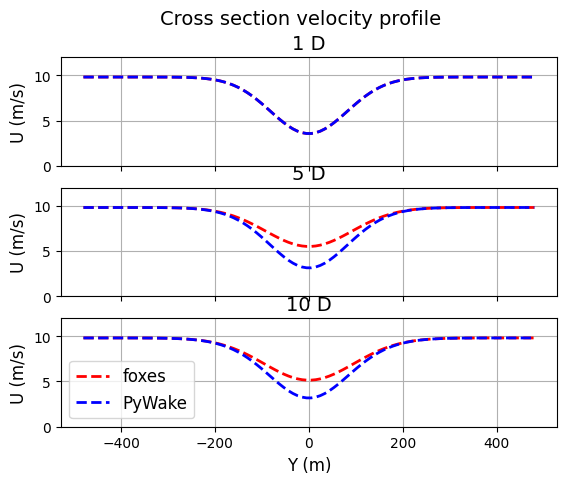 Cross section velocity profile
1 D
10
5
0
U (m/s)
5 D
10
5
0
U (m/s)
10 D
10
5
0
U (m/s)
foxes
PyWake
−400
−200
0
200
400
Y (m)